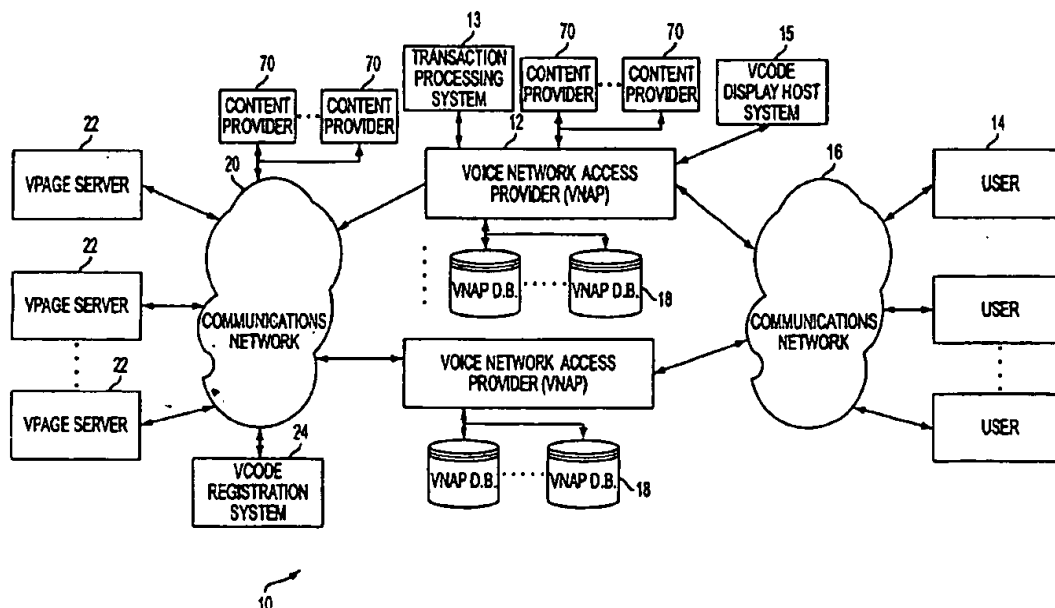 13
70
15
70
70
TRANSACTION
PROCESSING
SYSTEM
CONTENT
PROVIDER
CONTENT
PROVIDER
VCODE
DISPLAY HOST
SYSTEM
CONTENT
PROVIDER
CONTENT
PROVIDER
22
20
12
16
14
VPAGE SERVER
VOICE NETWORK ACCESS
PROVIDER (VNAP)
USER
22
VNAP D.B.
VNAP D.B.
18
VPAGE SERVER
COMMUNICATIONS
NETWORK
COMMUNICATIONS
NETWORK
USER
22
VOICE NETWORK ACCESS
PROVIDER (VNAP)
VPAGE SERVER
USER
24
VCODE
REGISTRATION
SYSTEM
VNAP D.B.
VNAP D.B.
18
10